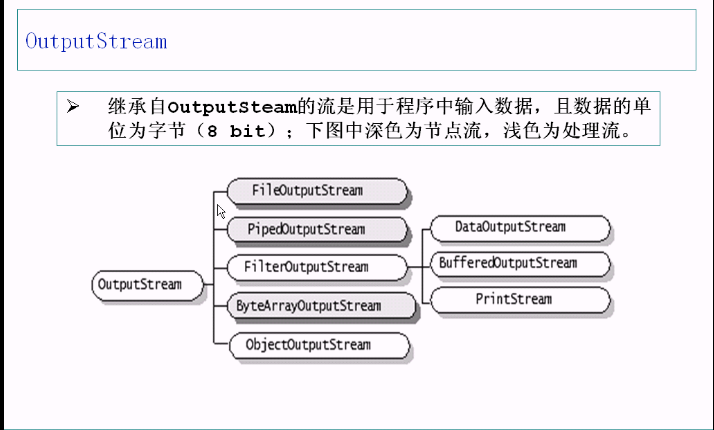 OutputStream
➢ 继承自OutputSteam的流是用于程序中输入数据，且数据的单
位为字节（8 bit）；下图中深色为节点流，浅色为处理流。
FileOutputStream
PipedOutputStream
DataOutputStream
FilterOutputStream
BufferedOutputStream
OutputStream
PrintStream
ByteArrayOutputStream
ObjectOutputStream